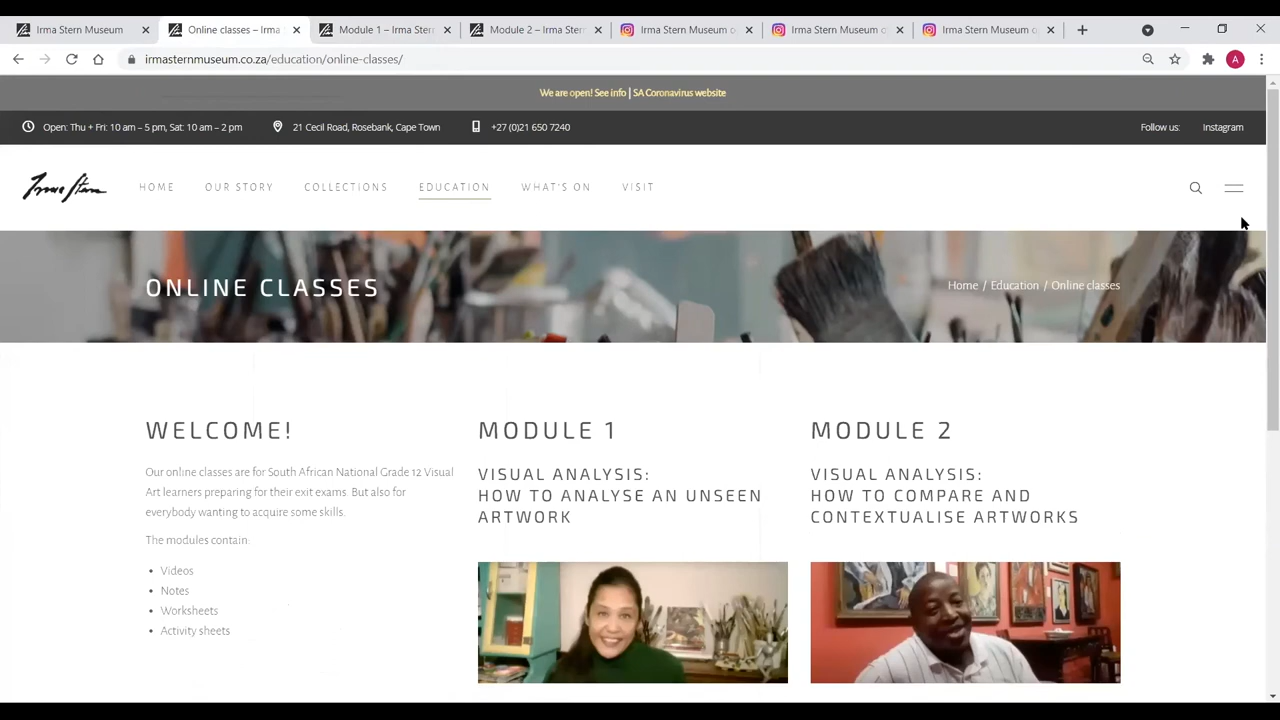 Irma Stern Museum
Online classes – Irma
Module 1 – Irma Stern
Module 2 – Irma Stern
Irma Stern Museum
Irma Stern Museum
Irma Stern Museum
irmasternmuseum.co.za/education/online-classes/
A
We are open! See info | SA Coronavirus website
Open: Thu + Fri: 10 am – 5 pm, Sat: 10 am – 2 pm
21 Cecil Road, Rosebank, Cape Town
+27 (0)21 650 7240
Follow us:
Instagram
Irma Stern
HOME
OUR STORY
COLLECTIONS
EDUCATION
WHAT'S ON
VISIT
ONLINE CLASSES
Home / Education / Online classes
WELCOME!
Our online classes are for South African National Grade 12 Visual
Art learners preparing for their exit exams. But also for
everybody wanting to acquire some skills.
The modules contain:
• Videos
• Notes
• Worksheets
• Activity sheets
MODULE 1
VISUAL ANALYSIS:
HOW TO ANALYSE AN UNSEEN
ARTWORK
MODULE 2
VISUAL ANALYSIS:
HOW TO COMPARE AND
CONTEXTUALISE ARTWORKS